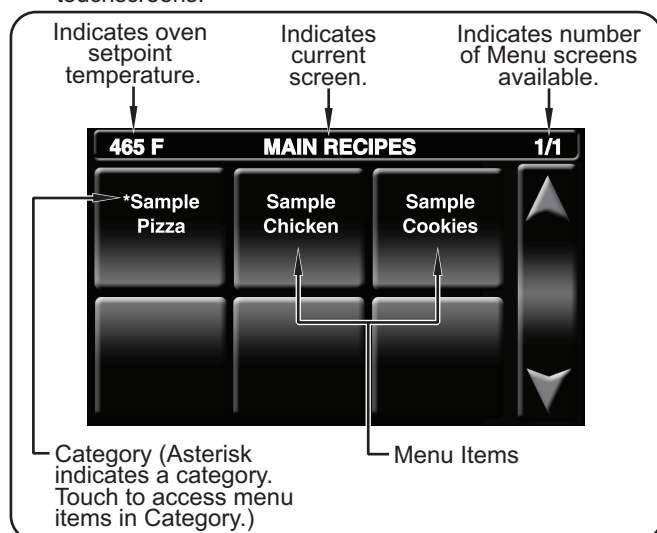 touchscreens.
Indicates oven
setpoint
temperature.
Indicates
current
screen.
Indicates number
of Menu screens
available.
465 F
MAIN RECIPES
1/1
*Sample
Pizza
Sample
Chicken
Sample
Cookies
Category (Asterisk
indicates a category.
Touch to access menu
items in Category.)
Menu Items